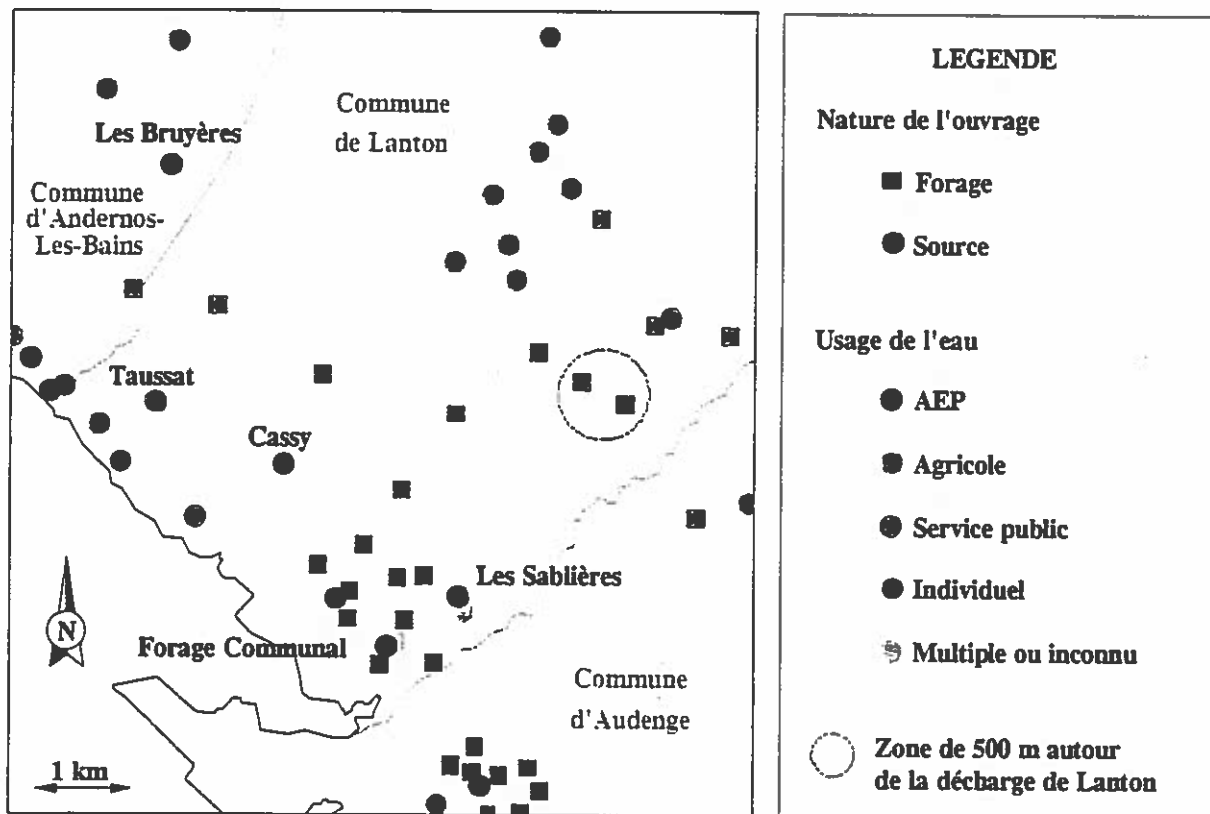 Commune
de Lanton
Les Bruyères
Commune
d'Andernos-
Les-Bains
Taussat
Cassy
Les Sablières
N
Forage Communal
Commune
d'Audenge
1 km
LEGENDE
Nature de l'ouvrage
Forage
Source
Usage de l'eau
AEP
Agricole
Service public
Individuel
Multiple ou inconnu
Zone de 500 m autour
de la décharge de Lanton